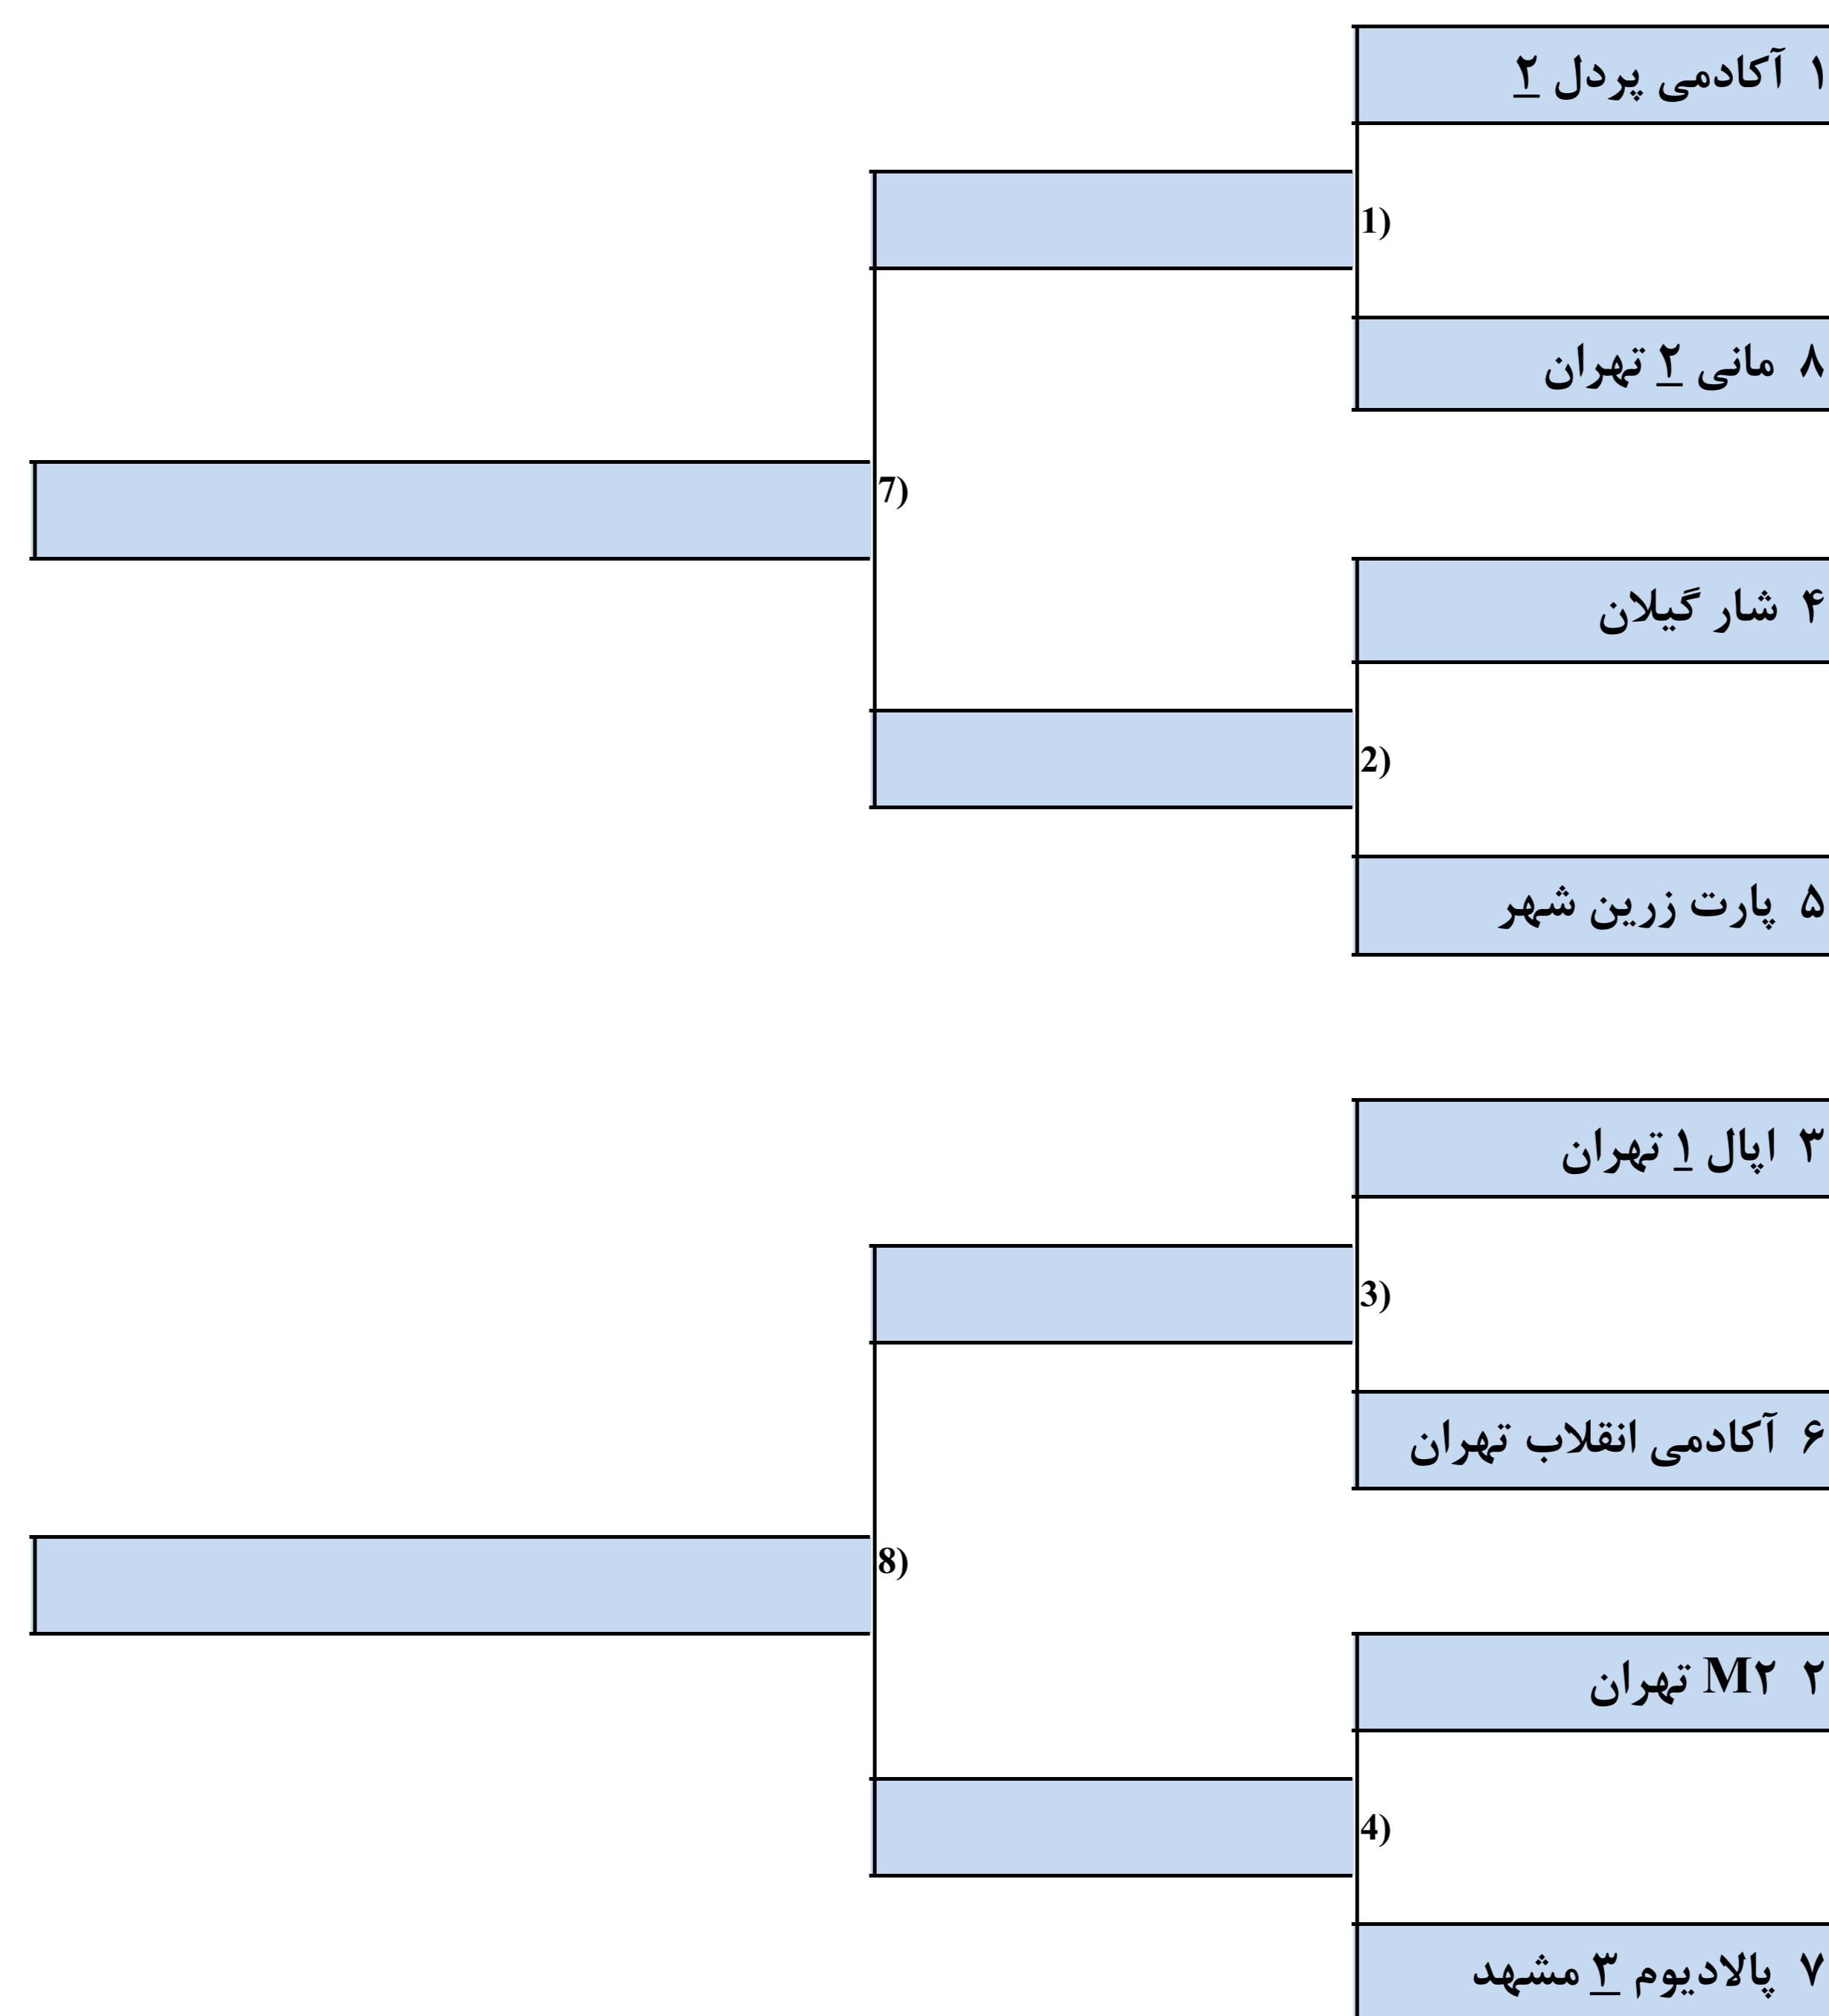 ۱ آکادمی پردل ۲
1)
۸ مانی ۲ تهران
7)
۴ شار گیلان
2)
۵ پارت زرین شهر
۳ اپال ۱ تهران
3)
۶ آکادمی انقلاب تهران
8)
۲ M۲ تهران
4)
۷ پالادیوم ۳ مشهد